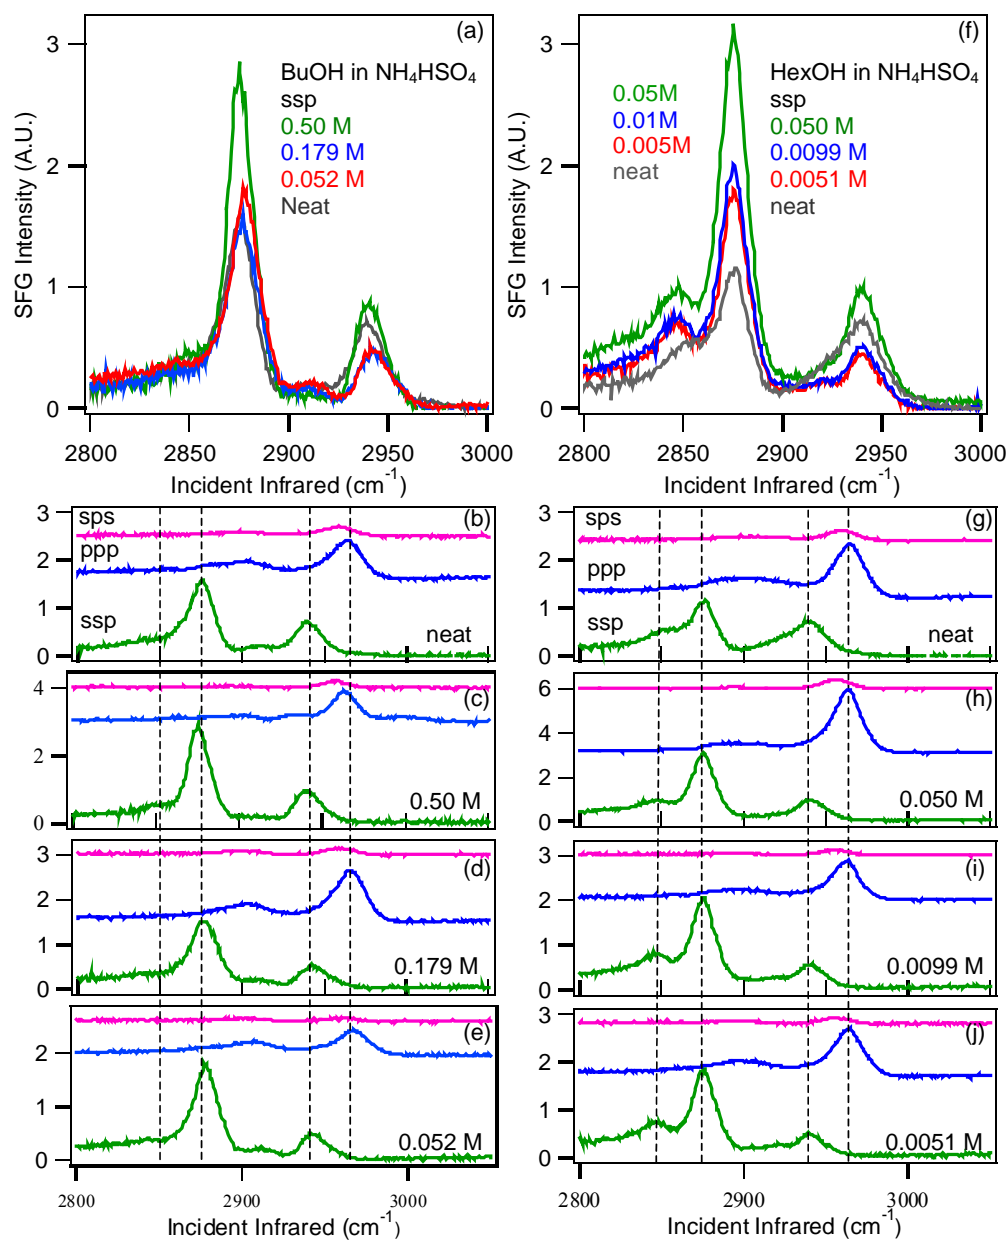 (a)
BuOH in NH₄HSO₄
ssp
0.50 M
0.179 M
0.052 M
Neat
3
2
1
0
SFG Intensity (A.U.)
2800 2850 2900 2950 3000
Incident Infrared (cm⁻¹)
(f)
HexOH in NH₄HSO₄
ssp
0.050 M
0.0099 M
0.0051 M
neat
0.05M
0.01M
0.005M
neat
3
2
1
0
SFG Intensity (A.U.)
2800 2850 2900 2950 3000
Incident Infrared (cm⁻¹)
3
2
1
0
sps
ppp
ssp
(b)
neat
4
2
0
(c)
0.50 M
3
2
1
0
(d)
0.179 M
2
1
0
(e)
0.052 M
2800 2900 3000
Incident Infrared (cm⁻¹)
3
2
1
0
sps
ppp
ssp
(g)
neat
6
4
2
0
(h)
0.050 M
3
2
1
0
(i)
0.0099 M
3
2
1
0
(j)
0.0051 M
2800 2900 3000
Incident Infrared (cm⁻¹)